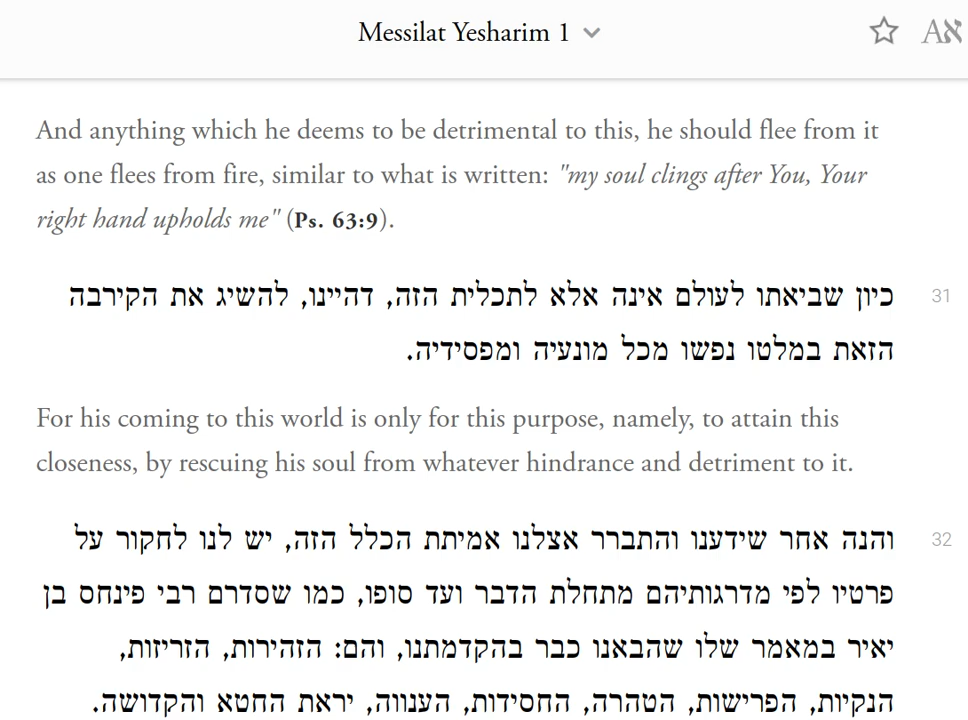 Messilat Yesharim 1
Aא
And anything which he deems to be detrimental to this, he should flee from it
as one flees from fire, similar to what is written: "my soul clings after You, Your
right hand upholds me" (Ps. 63:9).
כיון שביאתו לעולם אינה אלא לתכלית הזה, דהיינו, להשיג את הקירבה
31
הזאת במלטו נפשו מכל מונעיה ומפסידיה.
For his coming to this world is only for this purpose, namely, to attain this
closeness, by rescuing his soul from whatever hindrance and detriment to it.
והנה אחר שידענו והתברר אצלנו אמיתת הכלל הזה, יש לנו לחקור על
32
פרטיו לפי מדרגותיהם מתחלת הדבר ועד סופו, כמו שסדרם רבי פינחס בן
יאיר במאמר שלו שהבאנו כבר בהקדמתנו, והם: הזהירות, הזריזות,
הנקיות, הפרישות, הטהרה, החסידות, הענווה, יראת החטא והקדושה.